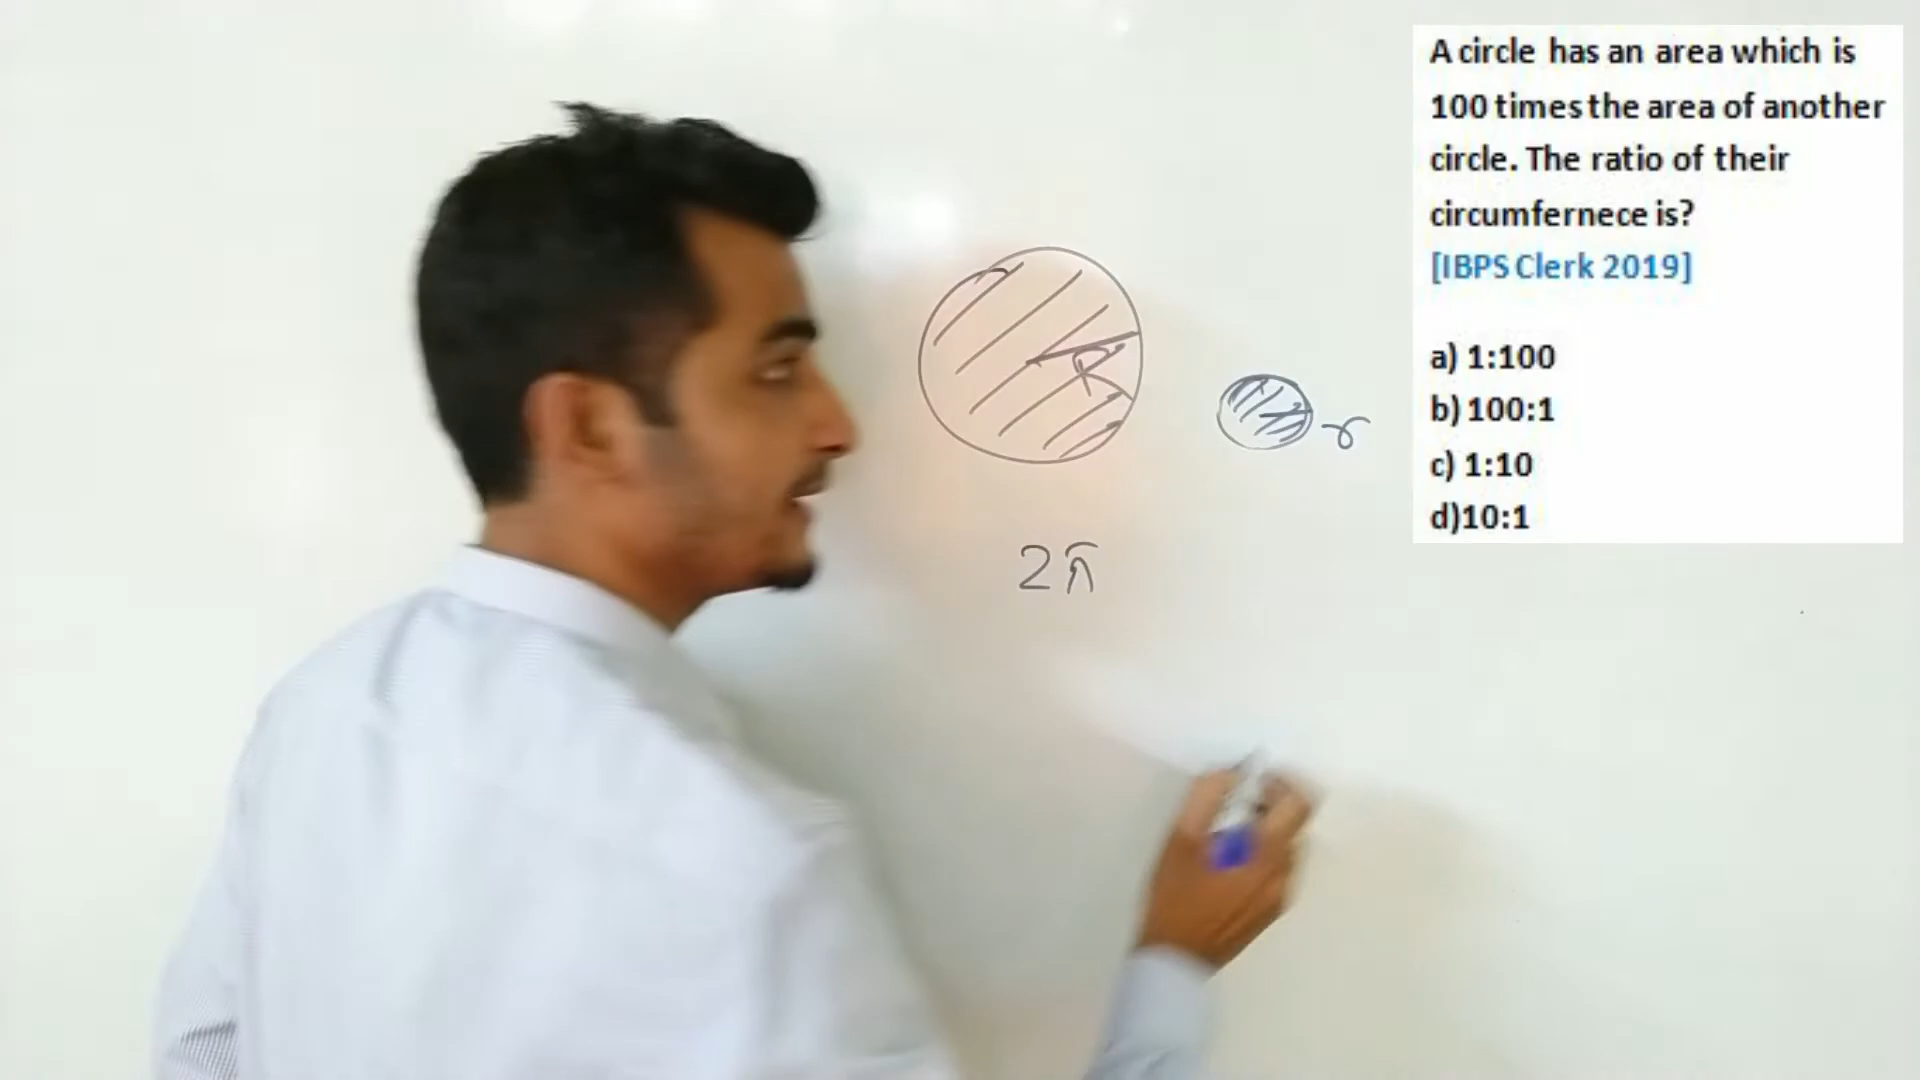 R
r
2π
A circle has an area which is
100 times the area of another
circle. The ratio of their
circumfernece is?
[IBPS Clerk 2019]
a) 1:100
b) 100:1
c) 1:10
d)10:1